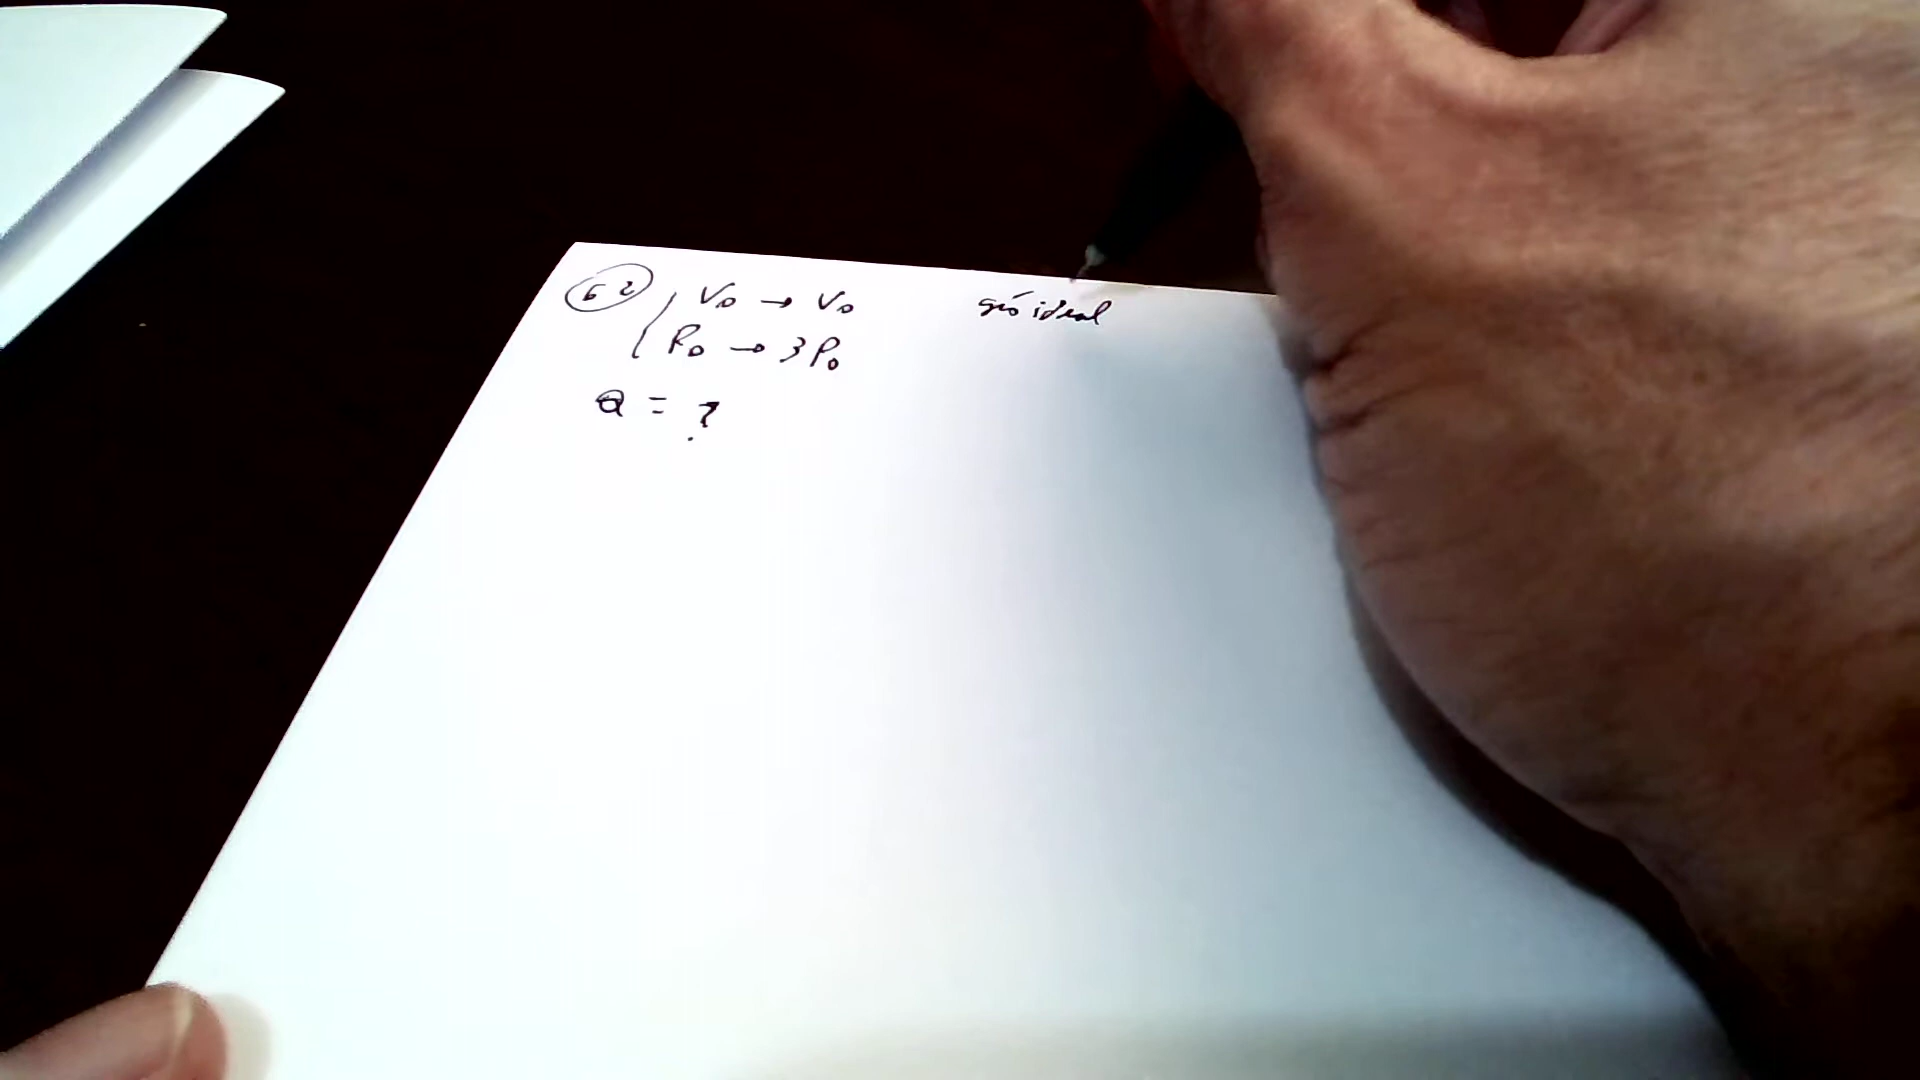 62 V₀ → V₀ gás ideal
P₀ → 3P₀
Q = ?